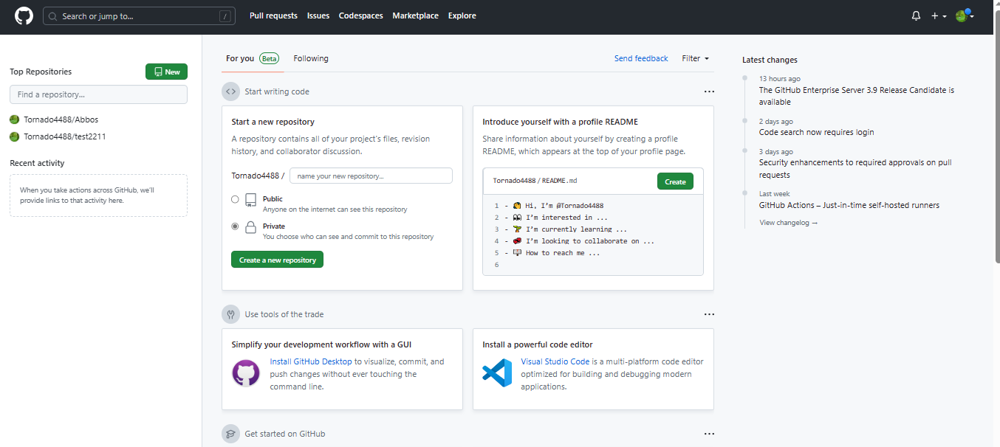 Search or jump to... /
Pull requests Issues Codespaces Marketplace Explore
Top Repositories
New
Find a repository...
Tornado4488/Abbos
Tornado4488/test2211
Recent activity
When you take actions across GitHub, we'll
provide links to that activity here.
For you Beta Following
Send feedback Filter
Start writing code
Start a new repository
A repository contains all of your project's files, revision
history, and collaborator discussion.
Tornado4488 / name your new repository...
Public
Anyone on the internet can see this repository
Private
You choose who can see and commit to this repository
Create a new repository
Introduce yourself with a profile README
Share information about yourself by creating a profile
README, which appears at the top of your profile page.
Tornado4488 / README.md
Create
1 - 👋 Hi, I'm @Tornado4488
2 - 👀 I'm interested in ...
3 - 🌱 I'm currently learning ...
4 - 💞️ I'm looking to collaborate on ...
5 - 📫 How to reach me ...
6
Use tools of the trade
Simplify your development workflow with a GUI
Install GitHub Desktop to visualize, commit, and
push changes without ever touching the
command line.
Install a powerful code editor
Visual Studio Code is a multi-platform code editor
optimized for building and debugging modern
applications.
Get started on GitHub
Latest changes
13 hours ago
The GitHub Enterprise Server 3.9 Release Candidate is
available
2 days ago
Code search now requires login
3 days ago
Security enhancements to required approvals on pull
requests
Last week
GitHub Actions – Just-in-time self-hosted runners
View changelog →